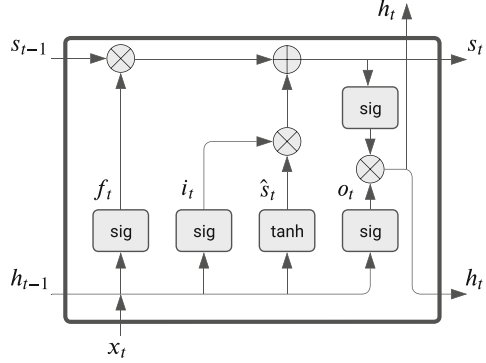 h_t
s_{t-1}
s_t
sig
f_t
i_t
ŝ_t
o_t
sig
sig
tanh
sig
h_{t-1}
h_t
x_t